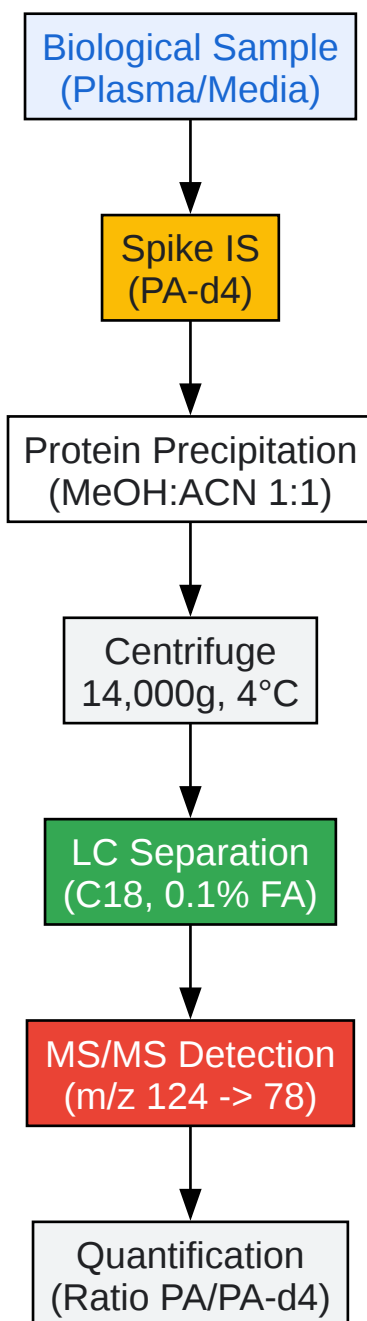 Biological Sample
(Plasma/Media)
Spike IS
(PA-d4)
Protein Precipitation
(MeOH:ACN 1:1)
Centrifuge
14,000g, 4°C
LC Separation
(C18, 0.1% FA)
MS/MS Detection
(m/z 124 -> 78)
Quantification
(Ratio PA/PA-d4)